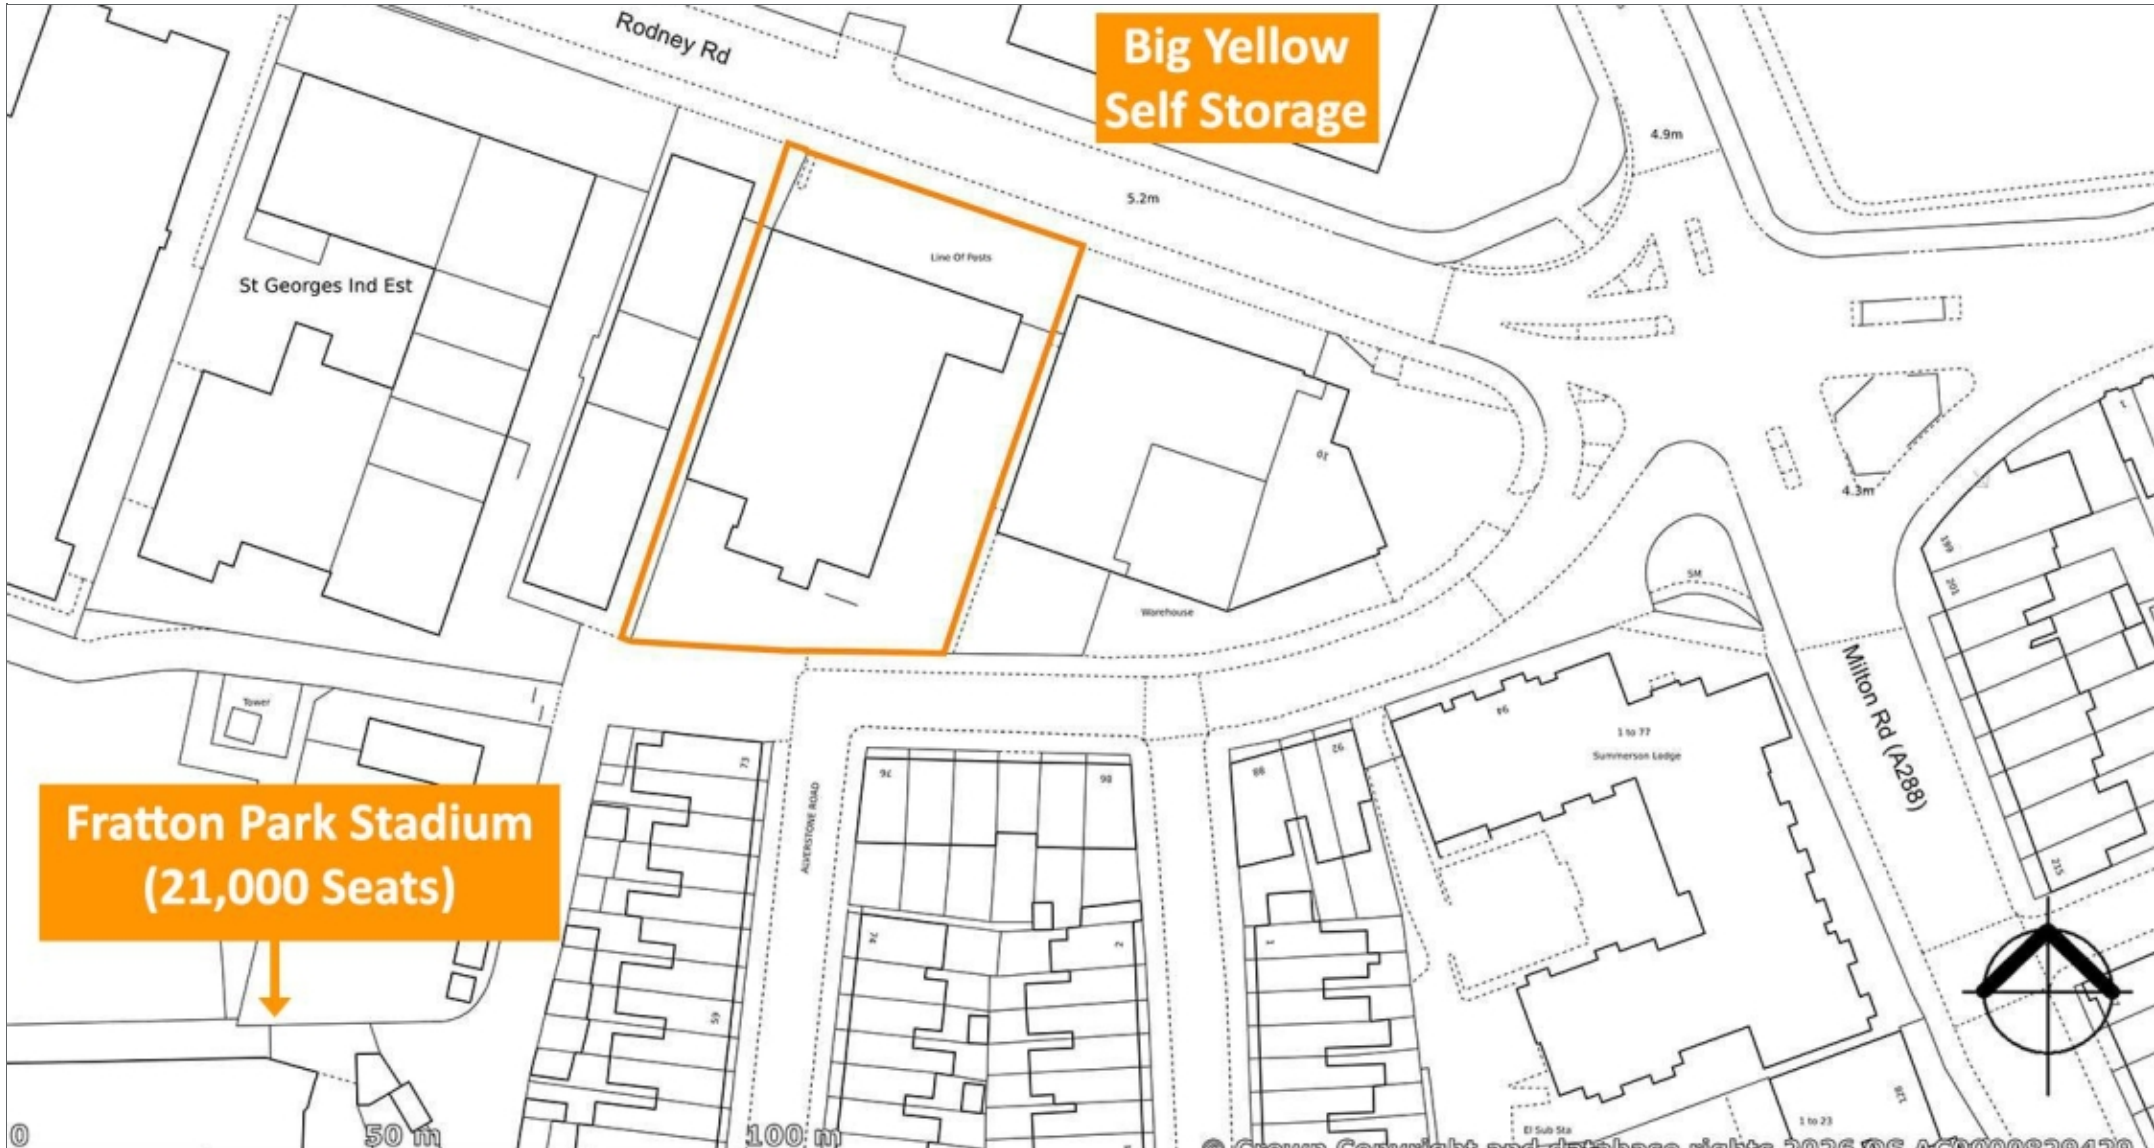 Rodney Rd
Big Yellow
Self Storage
4.9m
5.2m
Line Of Posts
St Georges Ind Est
10
4.3m
199
201
SM
Warehouse
Milton Rd (A288)
Tower
94
1 to 77
Summerson Lodge
73
76
86
88
92
ALVERSTONE ROAD
Fratton Park Stadium
(21,000 Seats)
215
74
2
1
59
128
1 to 23
El Sub Sta
0
50 m
100 m